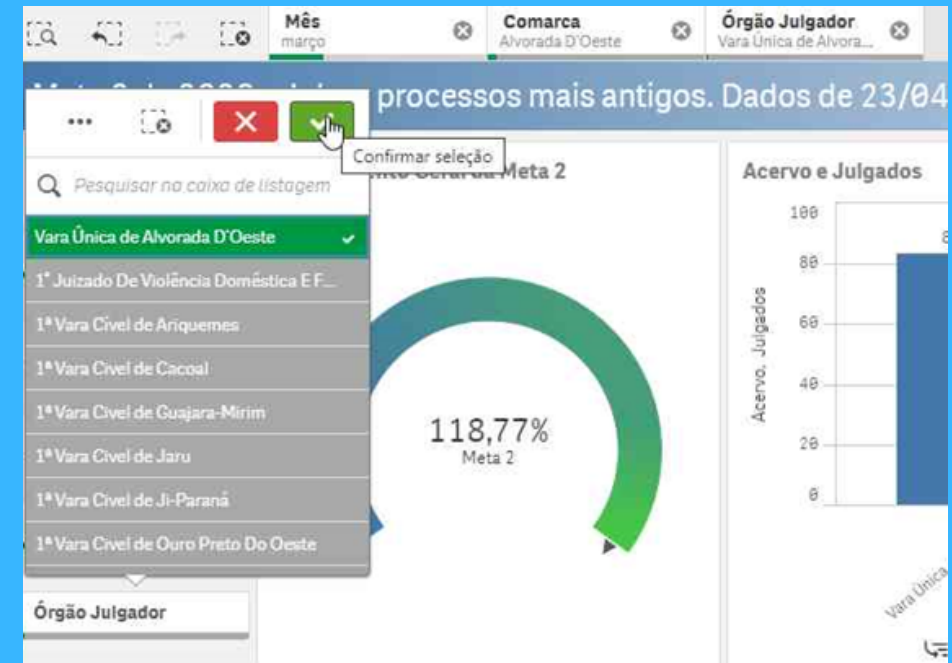 Mês
março
Comarca
Alvorada D'Oeste
Órgão Julgador
Vara Única de Alvora...
processos mais antigos. Dados de 23/04
Confirmar seleção
Pesquisar na caixa de listagem
Meta 2
Vara Única de Alvorada D'Oeste
1° Juizado De Violência Doméstica E F...
1ª Vara Cível de Ariquemes
1ª Vara Civel de Cacoal
1ª Vara Civel de Guajara-Mirim
1ª Vara Civel de Jaru
1ª Vara Civel de Ji-Paraná
1ª Vara Civel de Ouro Preto Do Oeste
Órgão Julgador
118,77%
Meta 2
Acervo e Julgados
100
80
60
40
20
0
Acervo, Julgados
Vara Única